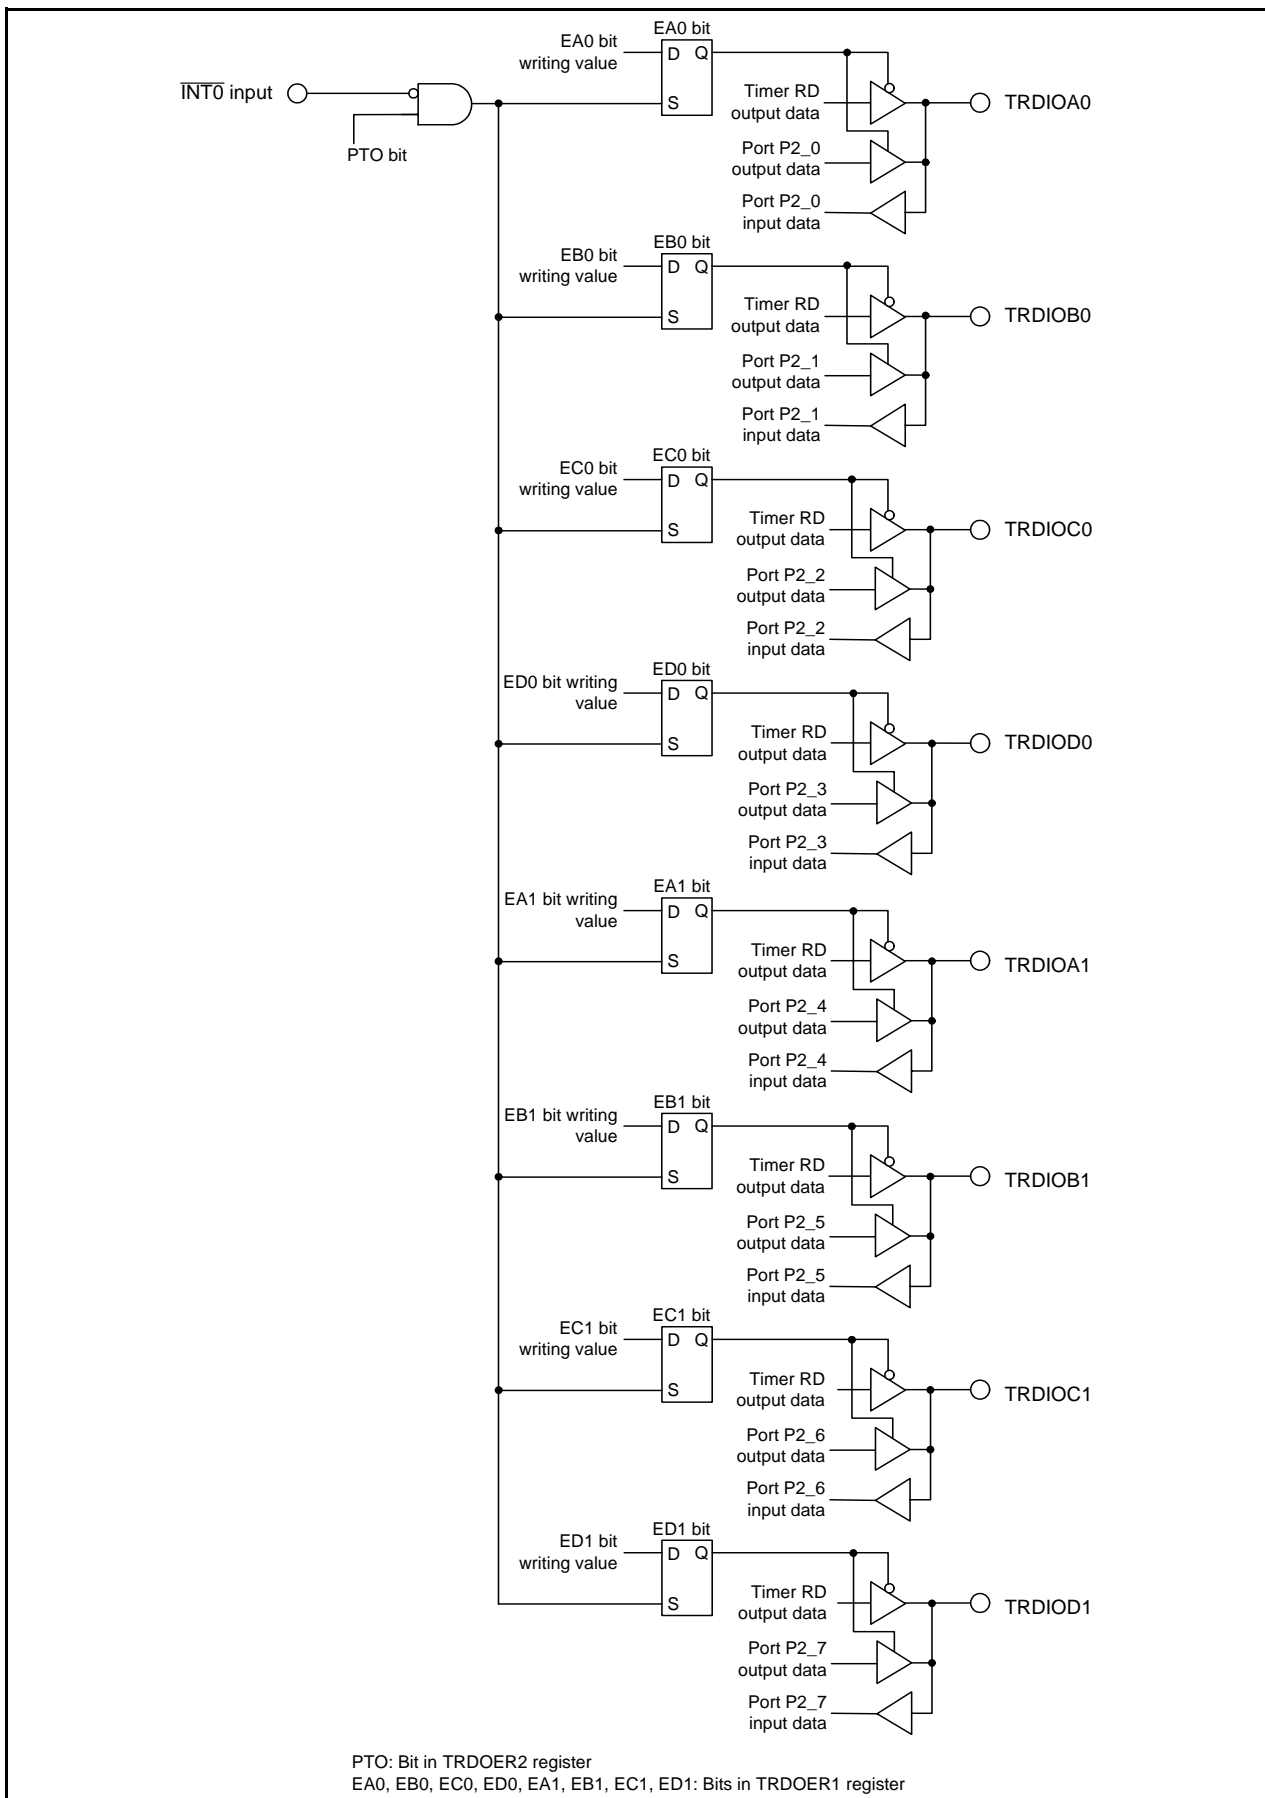 EA0 bit
EA0 bit
writing value
D Q
S
INT0 input
PTO bit
Timer RD
output data
TRDIOA0
Port P2_0
output data
Port P2_0
input data
EB0 bit
EB0 bit
writing value
D Q
S
Timer RD
output data
TRDIOB0
Port P2_1
output data
Port P2_1
input data
EC0 bit
EC0 bit
writing value
D Q
S
Timer RD
output data
TRDIOC0
Port P2_2
output data
Port P2_2
input data
ED0 bit
ED0 bit writing
value
D Q
S
Timer RD
output data
TRDIOD0
Port P2_3
output data
Port P2_3
input data
EA1 bit
EA1 bit writing
value
D Q
S
Timer RD
output data
TRDIOA1
Port P2_4
output data
Port P2_4
input data
EB1 bit
EB1 bit writing
value
D Q
S
Timer RD
output data
TRDIOB1
Port P2_5
output data
Port P2_5
input data
EC1 bit
EC1 bit
writing value
D Q
S
Timer RD
output data
TRDIOC1
Port P2_6
output data
Port P2_6
input data
ED1 bit
ED1 bit
writing value
D Q
S
Timer RD
output data
TRDIOD1
Port P2_7
output data
Port P2_7
input data
PTO: Bit in TRDOER2 register
EA0, EB0, EC0, ED0, EA1, EB1, EC1, ED1: Bits in TRDOER1 register